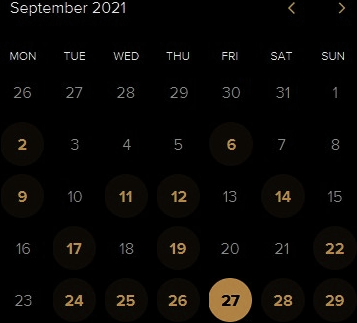 September 2021
MON TUE WED THU FRI SAT SUN
26 27 28 29 30 31 1
2 3 4 5 6 7 8
9 10 11 12 13 14 15
16 17 18 19 20 21 22
23 24 25 26 27 28 29